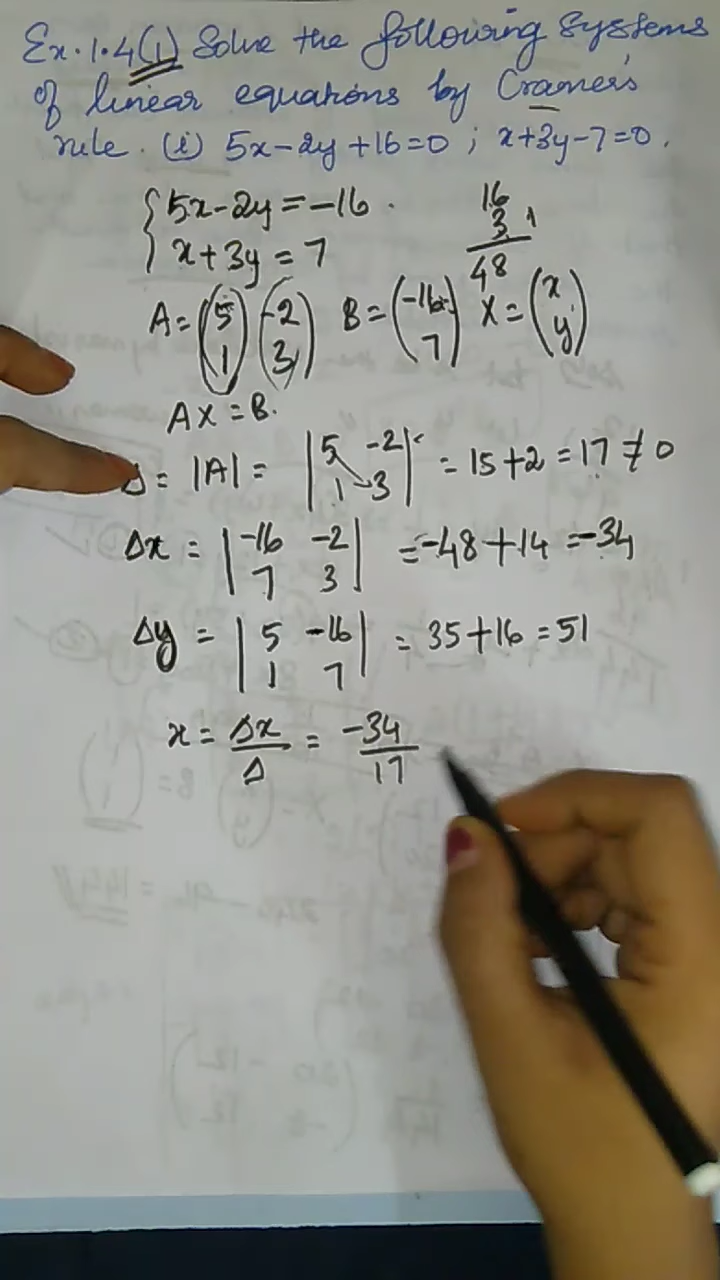 Ex.1.4(1) Solve the following systems
of linear equations by Cramer's
rule. (i) 5x-2y+16=0 ; x+3y-7=0.
5x-2y = -16 .
x+3y = 7
16
3 1
48
A = (5 -2 B = (-16 X = (x
1 3) 7) y)
AX = B.
Δ = |A| = |5 -2| = 15+2 = 17 ≠ 0
|1 3|
Δx = |-16 -2| = -48+14 = -34
|7 3|
Δy = |5 -16| = 35+16 = 51
|1 7|
x = Δx/Δ = -34/17